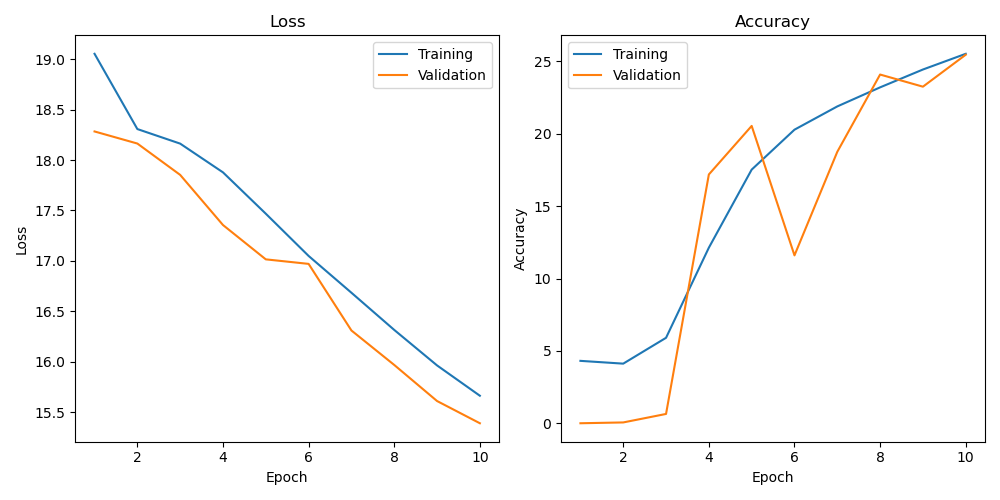 Loss
Training
Validation
19.0
18.5
18.0
17.5
17.0
16.5
16.0
15.5
Loss
2 4 6 8 10
Epoch
Accuracy
Training
Validation
25
20
15
10
5
0
Accuracy
2 4 6 8 10
Epoch